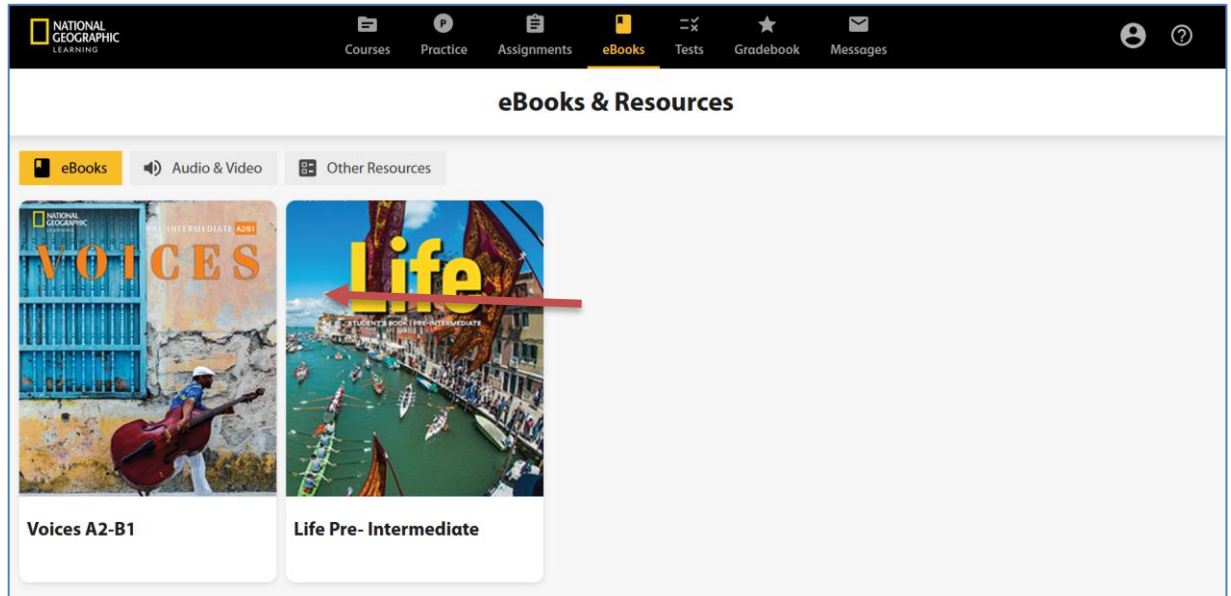 NATIONAL
GEOGRAPHIC
LEARNING
Courses
Practice
Assignments
eBooks
Tests
Gradebook
Messages
eBooks & Resources
eBooks
Audio & Video
Other Resources
NATIONAL
GEOGRAPHIC
LEARNING
PRE-INTERMEDIATE A2/B1
VOICES
Life
STUDENT'S BOOK | PRE-INTERMEDIATE
Voices A2-B1
Life Pre- Intermediate